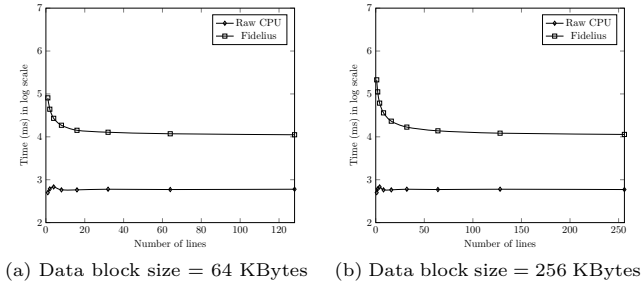 7
6
5
4
3
2
Time (ms) in log scale
Raw CPU
Fidelius
0 20 40 60 80 100 120
Number of lines
(a) Data block size = 64 KBytes
7
6
5
4
3
2
Time (ms) in log scale
Raw CPU
Fidelius
0 50 100 150 200 250
Number of lines
(b) Data block size = 256 KBytes